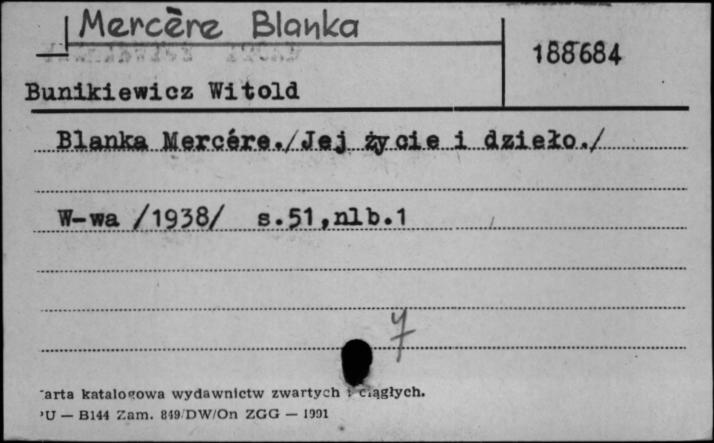 Mercère Blanka
188684
Bunikiewicz Witold
Blanka Mercére./Jej życie i dzieło./
W-wa /1938/ s.51,nlb.1
7
arta katalogowa wydawnictw zwartych i ciągłych.
PU — B144 Zam. 849/DW/On ZGG — 1991